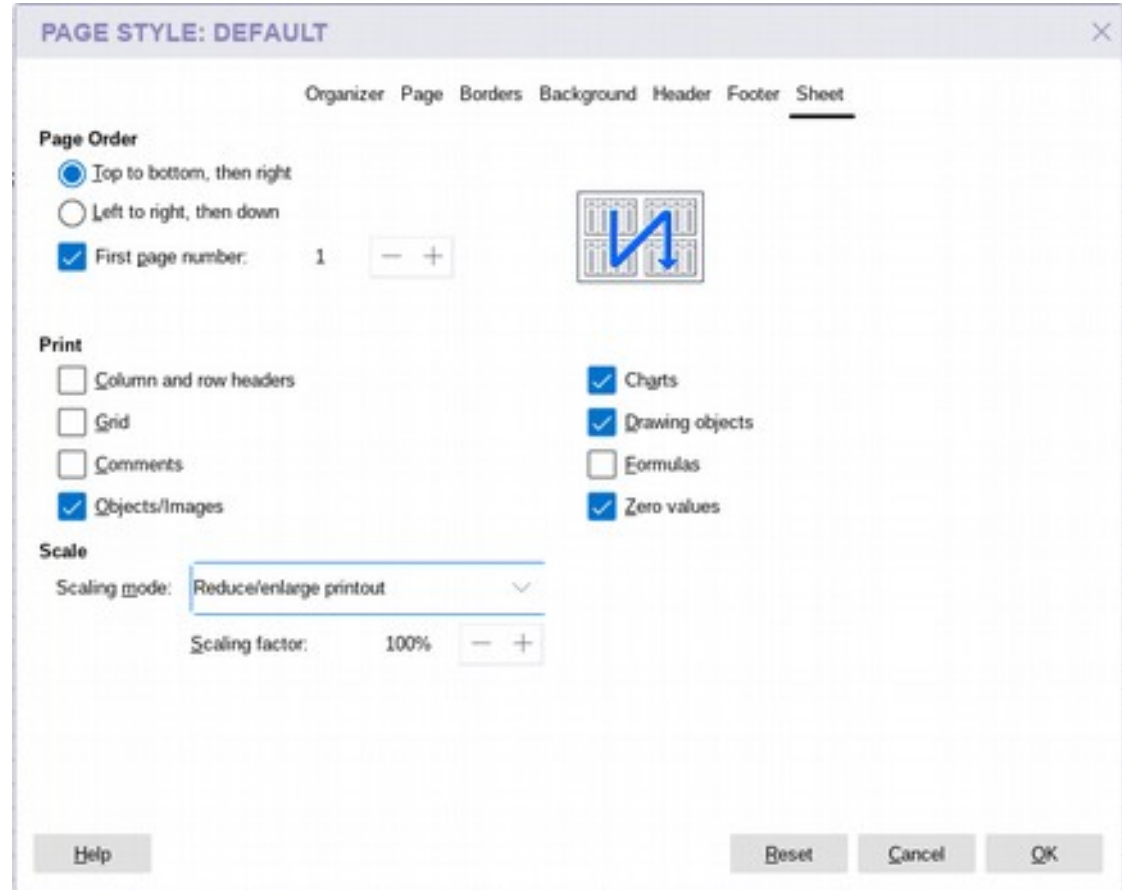 PAGE STYLE: DEFAULT
Organizer Page Borders Background Header Footer Sheet
Page Order
Top to bottom, then right
Left to right, then down
First page number: 1
Print
Column and row headers
Grid
Comments
Objects/Images
Charts
Drawing objects
Formulas
Zero values
Scale
Scaling mode: Reduce/enlarge printout
Scaling factor: 100%
Help Reset Cancel OK